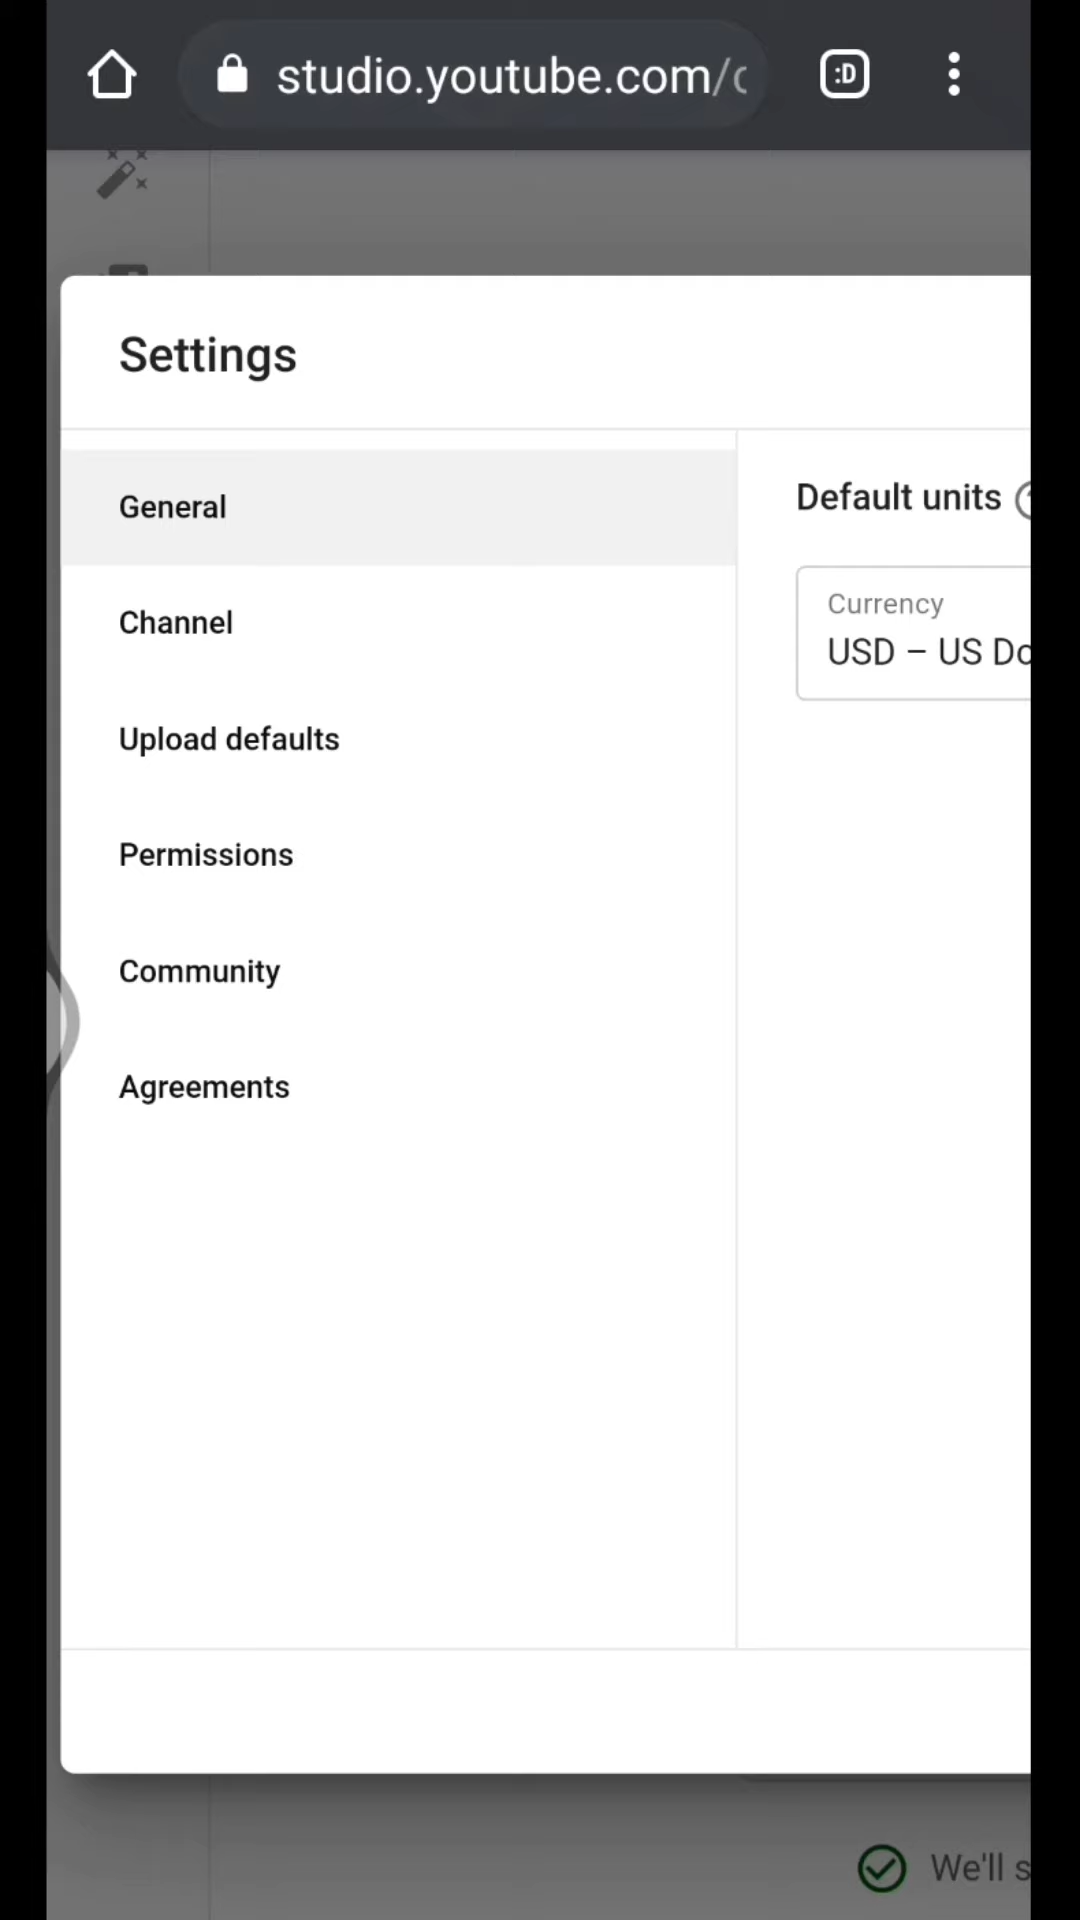 studio.youtube.com/
:D
Settings
General
Channel
Upload defaults
Permissions
Community
Agreements
Default units
Currency
USD – US
We'll